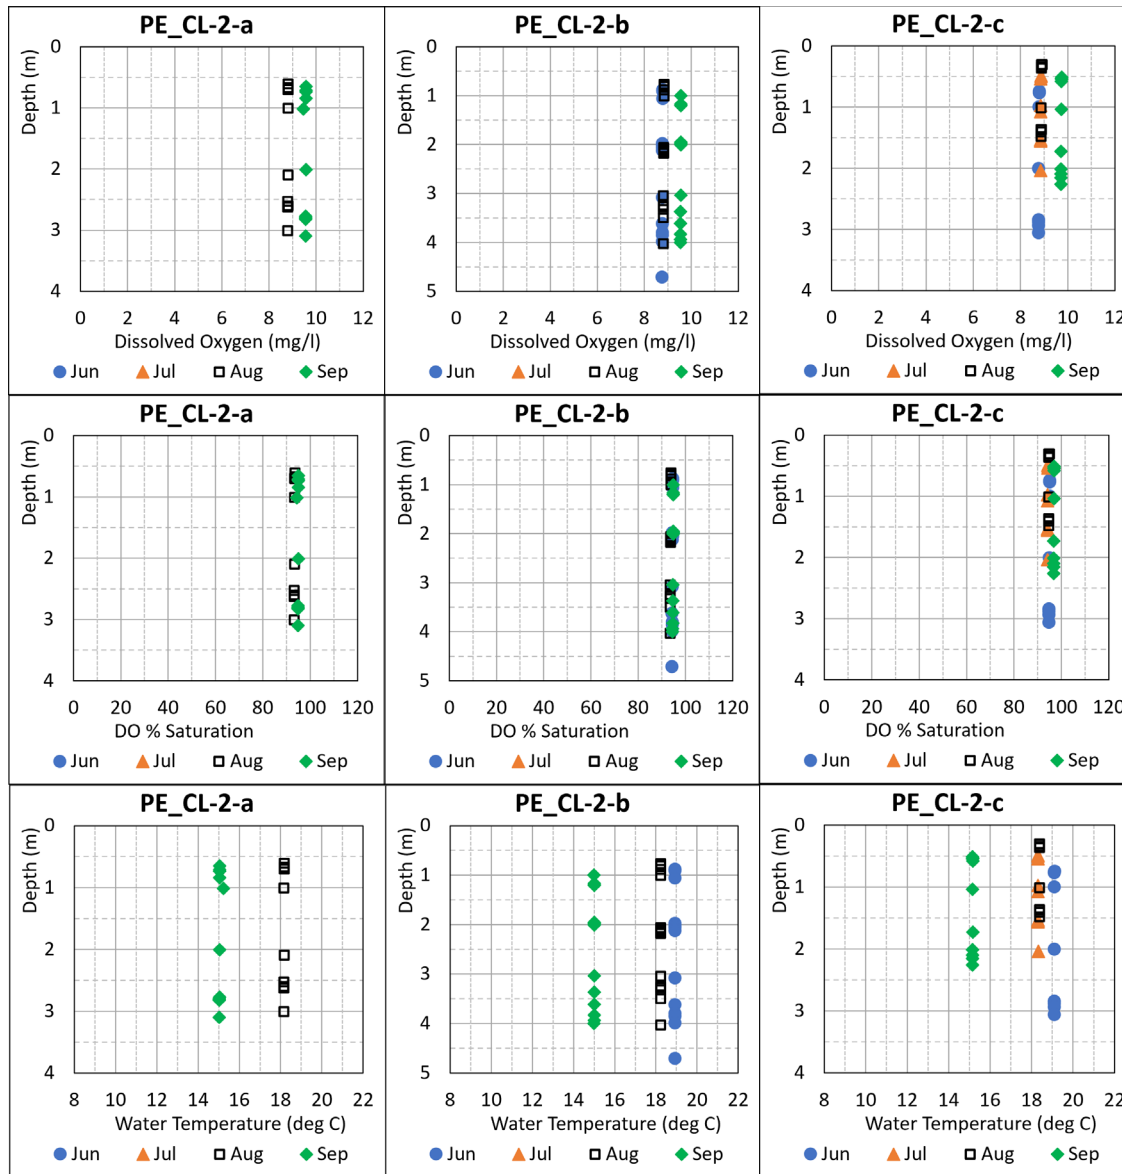 PE_CL-2-a
Depth (m)
0
1
2
3
4
0 2 4 6 8 10 12
Dissolved Oxygen (mg/l)
Jun Jul Aug Sep
PE_CL-2-b
Depth (m)
0
1
2
3
4
5
0 2 4 6 8 10 12
Dissolved Oxygen (mg/l)
Jun Jul Aug Sep
PE_CL-2-c
Depth (m)
0
1
2
3
4
0 2 4 6 8 10 12
Dissolved Oxygen (mg/l)
Jun Jul Aug Sep
PE_CL-2-a
Depth (m)
0
1
2
3
4
0 20 40 60 80 100 120
DO % Saturation
Jun Jul Aug Sep
PE_CL-2-b
Depth (m)
0
1
2
3
4
5
0 20 40 60 80 100 120
DO % Saturation
Jun Jul Aug Sep
PE_CL-2-c
Depth (m)
0
1
2
3
4
0 20 40 60 80 100 120
DO % Saturation
Jun Jul Aug Sep
PE_CL-2-a
Depth (m)
0
1
2
3
4
8 10 12 14 16 18 20 22
Water Temperature (deg C)
Jun Jul Aug Sep
PE_CL-2-b
Depth (m)
0
1
2
3
4
5
8 10 12 14 16 18 20 22
Water Temperature (deg C)
Jun Jul Aug Sep
PE_CL-2-c
Depth (m)
0
1
2
3
4
8 10 12 14 16 18 20 22
Water Temperature (deg C)
Jun Jul Aug Sep